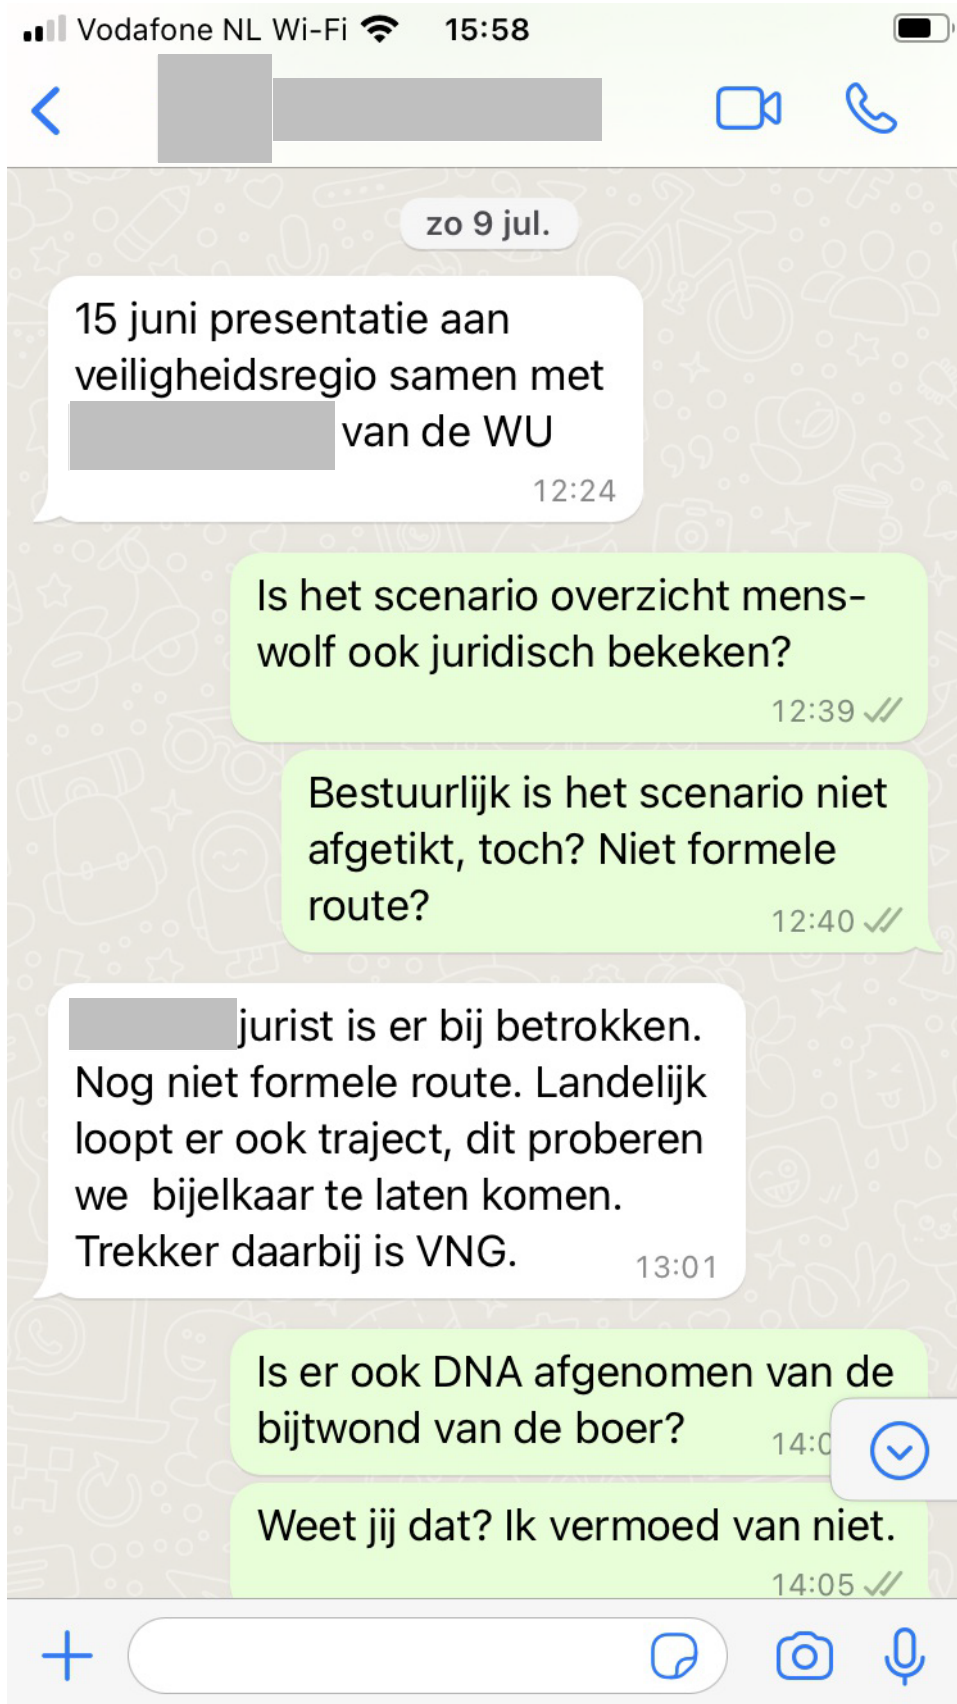 Vodafone NL Wi-Fi 15:58
zo 9 jul.
15 juni presentatie aan
veiligheidsregio samen met
van de WU
12:24
Is het scenario overzicht mens-
wolf ook juridisch bekeken?
12:39
Bestuurlijk is het scenario niet
afgetikt, toch? Niet formele
route?
12:40
jurist is er bij betrokken.
Nog niet formele route. Landelijk
loopt er ook traject, dit proberen
we  bijelkaar te laten komen.
Trekker daarbij is VNG.
13:01
Is er ook DNA afgenomen van de
bijtwond van de boer?
Weet jij dat? Ik vermoed van niet.
14:05